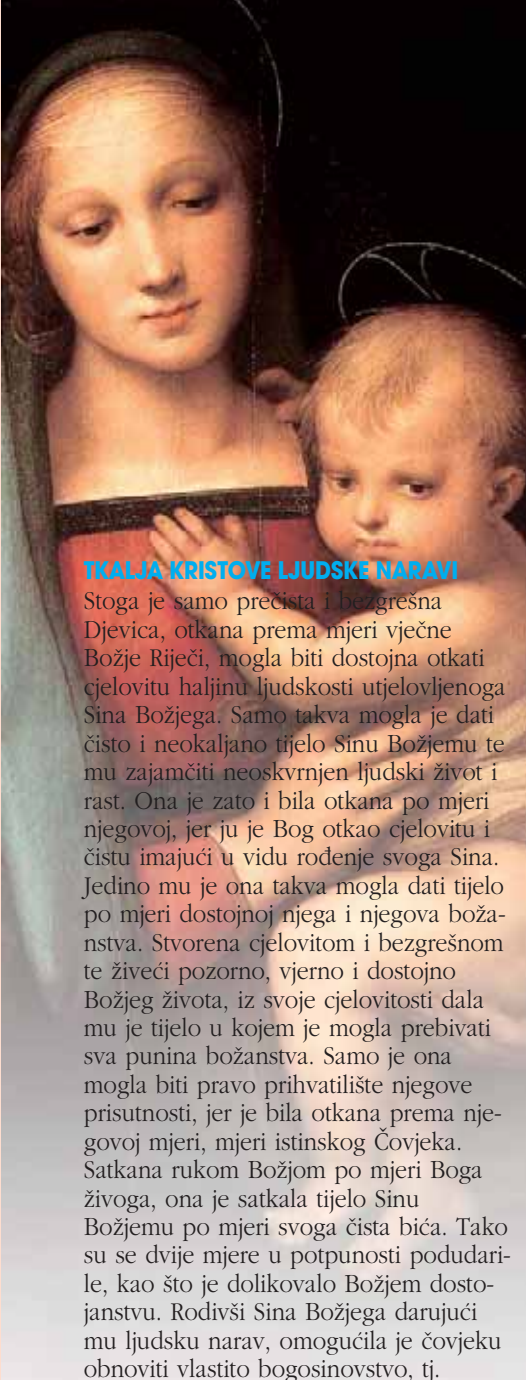 TKALJA KRISTOVE LJUDSKE NARAVI
Stoga je samo prečista i bezgrešna
Djevica, otkana prema mjeri vječne
Božje Riječi, mogla biti dostojna otkati
cjelovitu haljinu ljudskosti utjelovljenoga
Sina Božjega. Samo takva mogla je dati
čisto i neokaljano tijelo Sinu Božjemu te
mu zajamčiti neoskvrnjen ljudski život i
rast. Ona je zato i bila otkana po mjeri
njegovoj, jer ju je Bog otkao cjelovitu i
čistu imajući u vidu rođenje svoga Sina.
Jedino mu je ona takva mogla dati tijelo
po mjeri dostojnoj njega i njegova boža-
nstva. Stvorena cjelovitom i bezgrešnom
te živeći pozorno, vjerno i dostojno
Božjeg života, iz svoje cjelovitosti dala
mu je tijelo u kojem je mogla prebivati
sva punina božanstva. Samo je ona
mogla biti pravo prihvatilište njegove
prisutnosti, jer je bila otkana prema nje-
govoj mjeri, mjeri istinskog Čovjeka.
Satkana rukom Božjom po mjeri Boga
živoga, ona je satkala tijelo Sinu
Božjemu po mjeri svoga čista bića. Tako
su se dvije mjere u potpunosti podudari-
le, kao što je dolikovalo Božjem dosto-
janstvu. Rodivši Sina Božjega darujući
mu ljudsku narav, omogućila je čovjeku
obnoviti vlastito bogosinovstvo, tj.